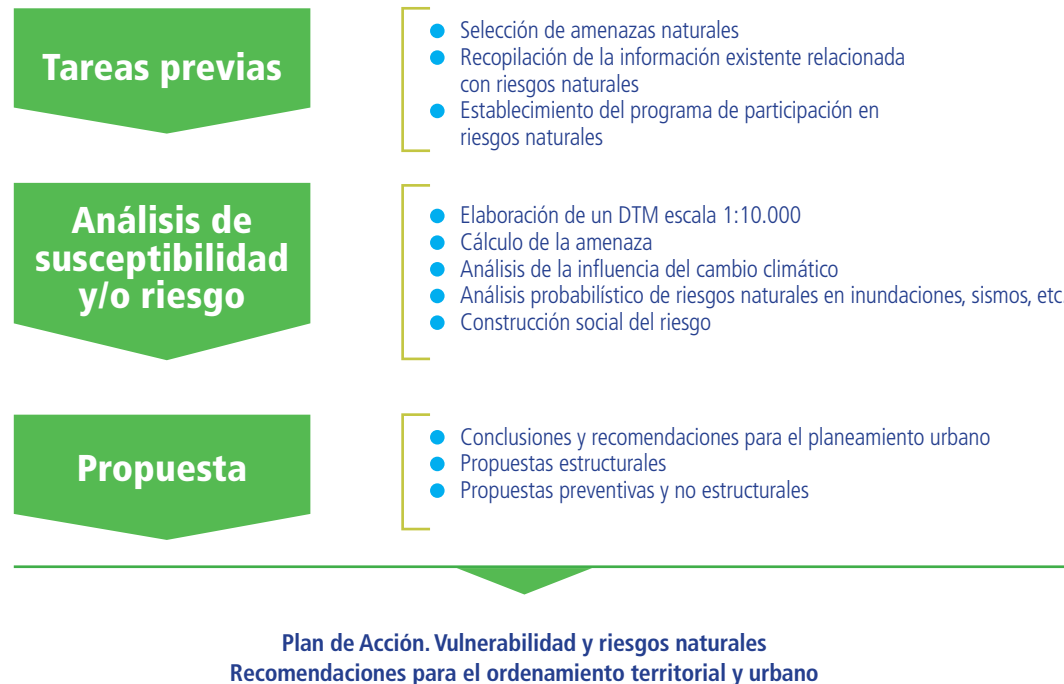 Tareas previas
● Selección de amenazas naturales
● Recopilación de la información existente relacionada
con riesgos naturales
● Establecimiento del programa de participación en
riesgos naturales
Análisis de
susceptibilidad
y/o riesgo
● Elaboración de un DTM escala 1:10.000
● Cálculo de la amenaza
● Análisis de la influencia del cambio climático
● Análisis probabilístico de riesgos naturales en inundaciones, sismos, etc.
● Construcción social del riesgo
Propuesta
● Conclusiones y recomendaciones para el planeamiento urbano
● Propuestas estructurales
● Propuestas preventivas y no estructurales
Plan de Acción. Vulnerabilidad y riesgos naturales
Recomendaciones para el ordenamiento territorial y urbano